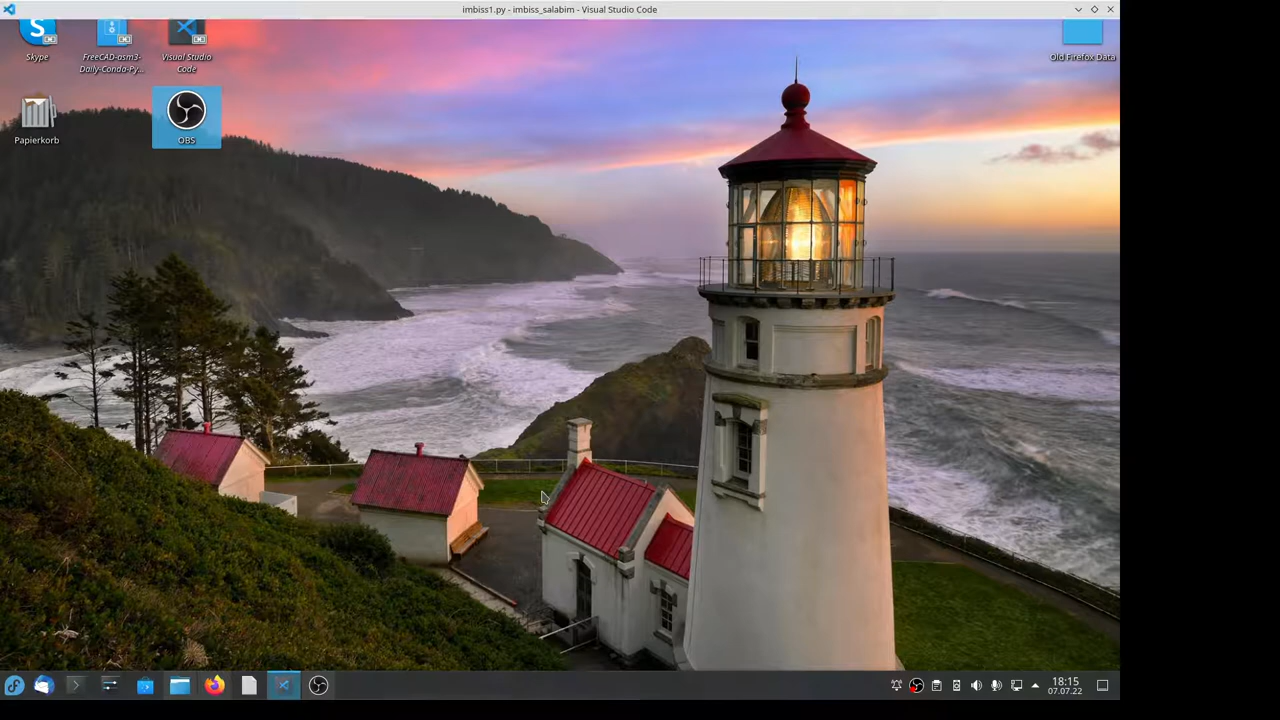 imbiss1.py - imbiss_salabim - Visual Studio Code
Skype
FreeCAD-asm3-
Daily-Conda-Py...
Visual Studio
Code
Old Firefox Data
Papierkorb
OBS
18:15
07.07.22